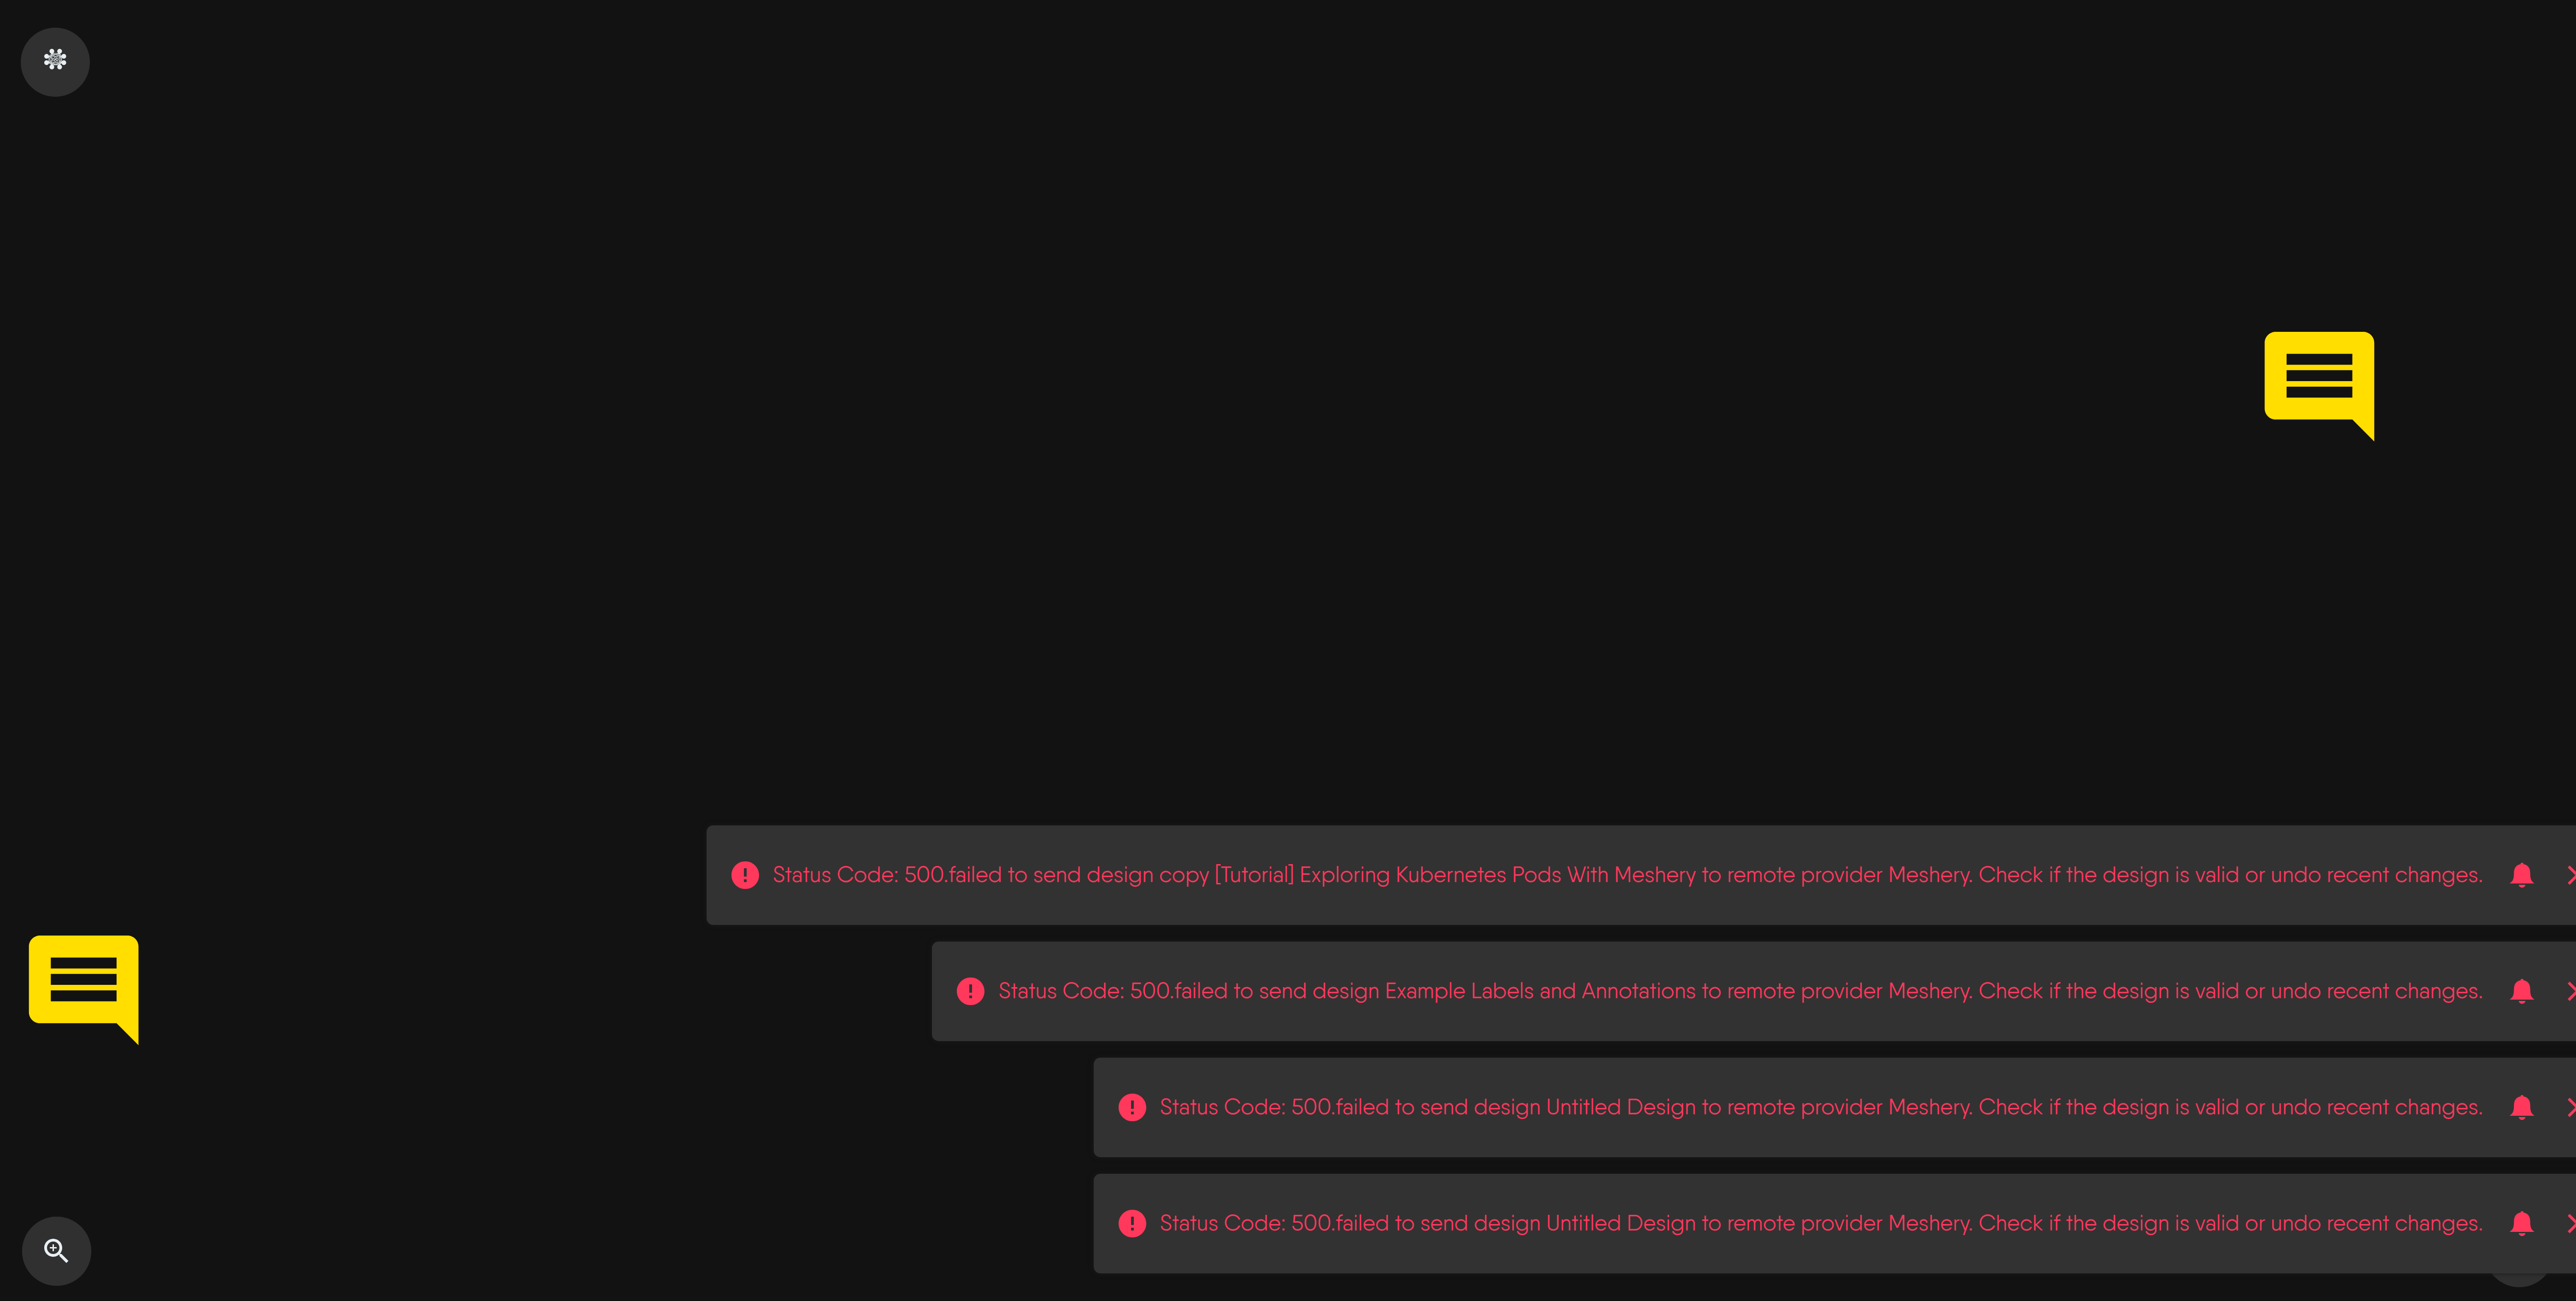 Status Code: 500.failed to send design copy [Tutorial] Exploring Kubernetes Pods With Meshery to remote provider Meshery. Check if the design is valid or undo recent changes.
Status Code: 500.failed to send design Example Labels and Annotations to remote provider Meshery. Check if the design is valid or undo recent changes.
Status Code: 500.failed to send design Untitled Design to remote provider Meshery. Check if the design is valid or undo recent changes.
Status Code: 500.failed to send design Untitled Design to remote provider Meshery. Check if the design is valid or undo recent changes.